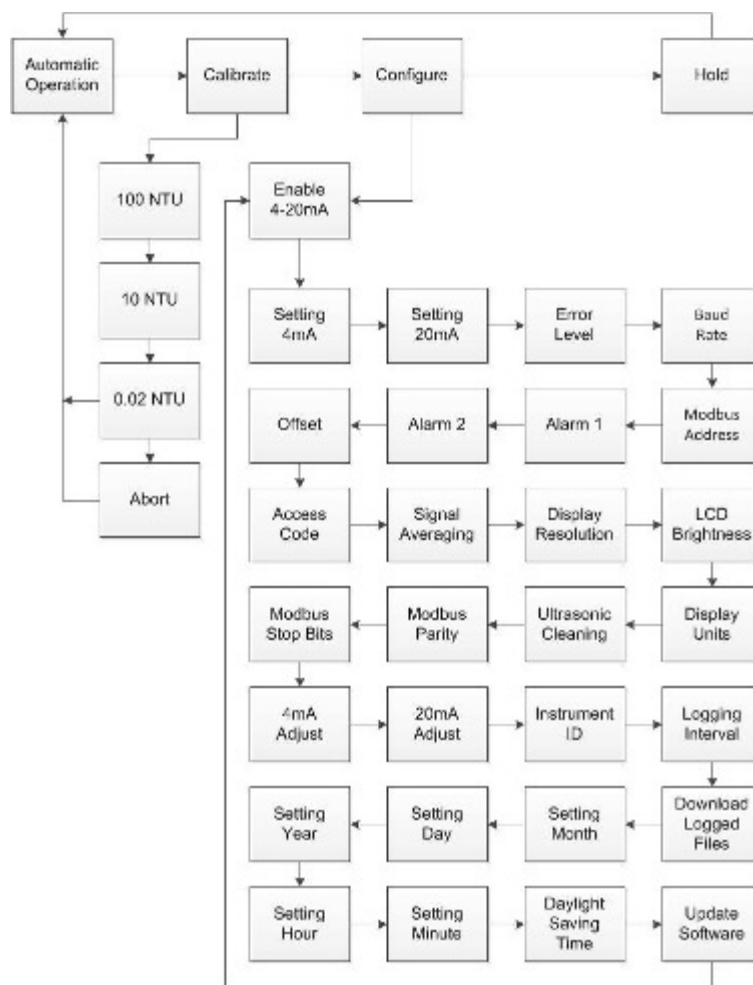 Automatic
Operation
Calibrate
Configure
Hold
100 NTU
Enable
4-20mA
10 NTU
Setting
4mA
Setting
20mA
Error
Level
Baud
Rate
0.02 NTU
Offset
Alarm 2
Alarm 1
Modbus
Address
Abort
Access
Code
Signal
Averaging
Display
Resolution
LCD
Brightness
Modbus
Stop Bits
Modbus
Parity
Ultrasonic
Cleaning
Display
Units
4mA
Adjust
20mA
Adjust
Instrument
ID
Logging
Interval
Setting
Year
Setting
Day
Setting
Month
Download
Logged
Files
Setting
Hour
Setting
Minute
Daylight
Saving
Time
Update
Software